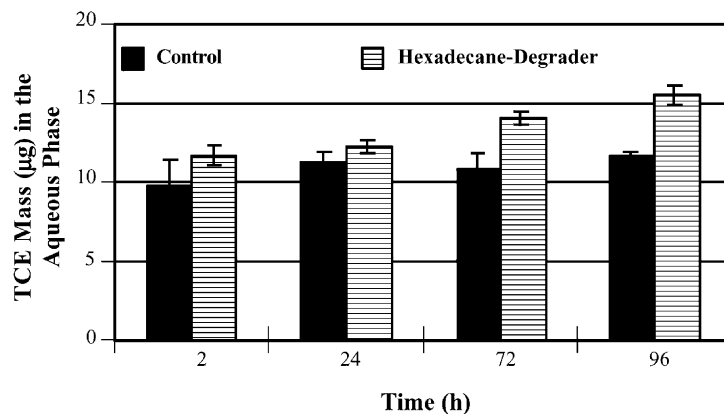 20
Control
Hexadecane-Degrader
15
10
5
0
TCE Mass (µg) in the
Aqueous Phase
2
24
72
96
Time (h)